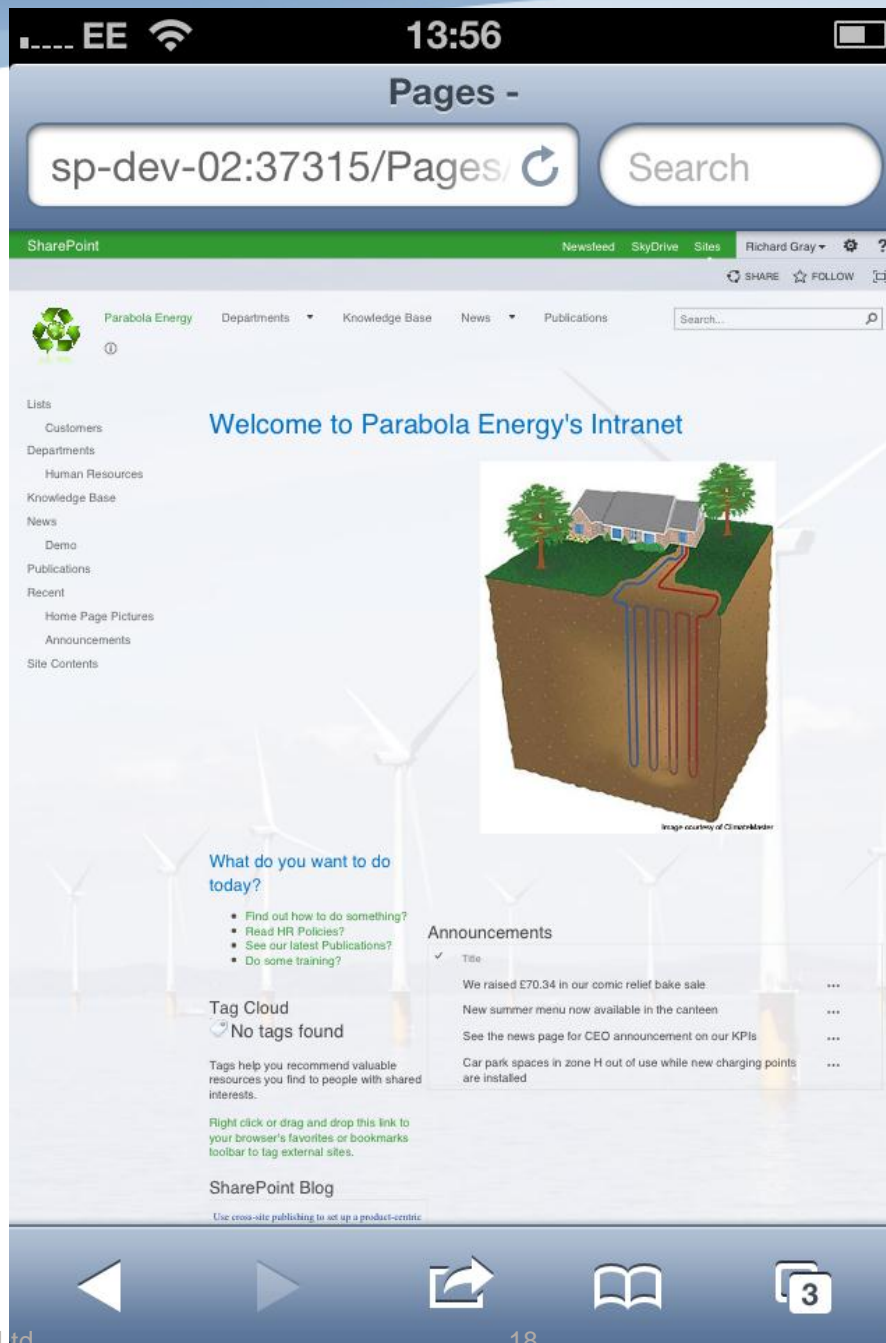 EE 13:56
Pages -
sp-dev-02:37315/Pages/
Search
SharePoint
Newsfeed SkyDrive Sites Richard Gray ?
SHARE FOLLOW
Parabola Energy Departments Knowledge Base News Publications
Search...
Lists
Customers
Departments
Human Resources
Knowledge Base
News
Demo
Publications
Recent
Home Page Pictures
Announcements
Site Contents
Welcome to Parabola Energy's Intranet
Image courtesy of ClimateMaster
What do you want to do
today?
Find out how to do something?
Read HR Policies?
See our latest Publications?
Do some training?
Tag Cloud
No tags found
Tags help you recommend valuable
resources you find to people with shared
interests.
Right click or drag and drop this link to
your browser's favorites or bookmarks
toolbar to tag external sites.
SharePoint Blog
Use cross-site publishing to set up a product-centric
Announcements
Title
We raised £70.34 in our comic relief bake sale ...
New summer menu now available in the canteen ...
See the news page for CEO announcement on our KPIs ...
Car park spaces in zone H out of use while new charging points ...
are installed
3
18